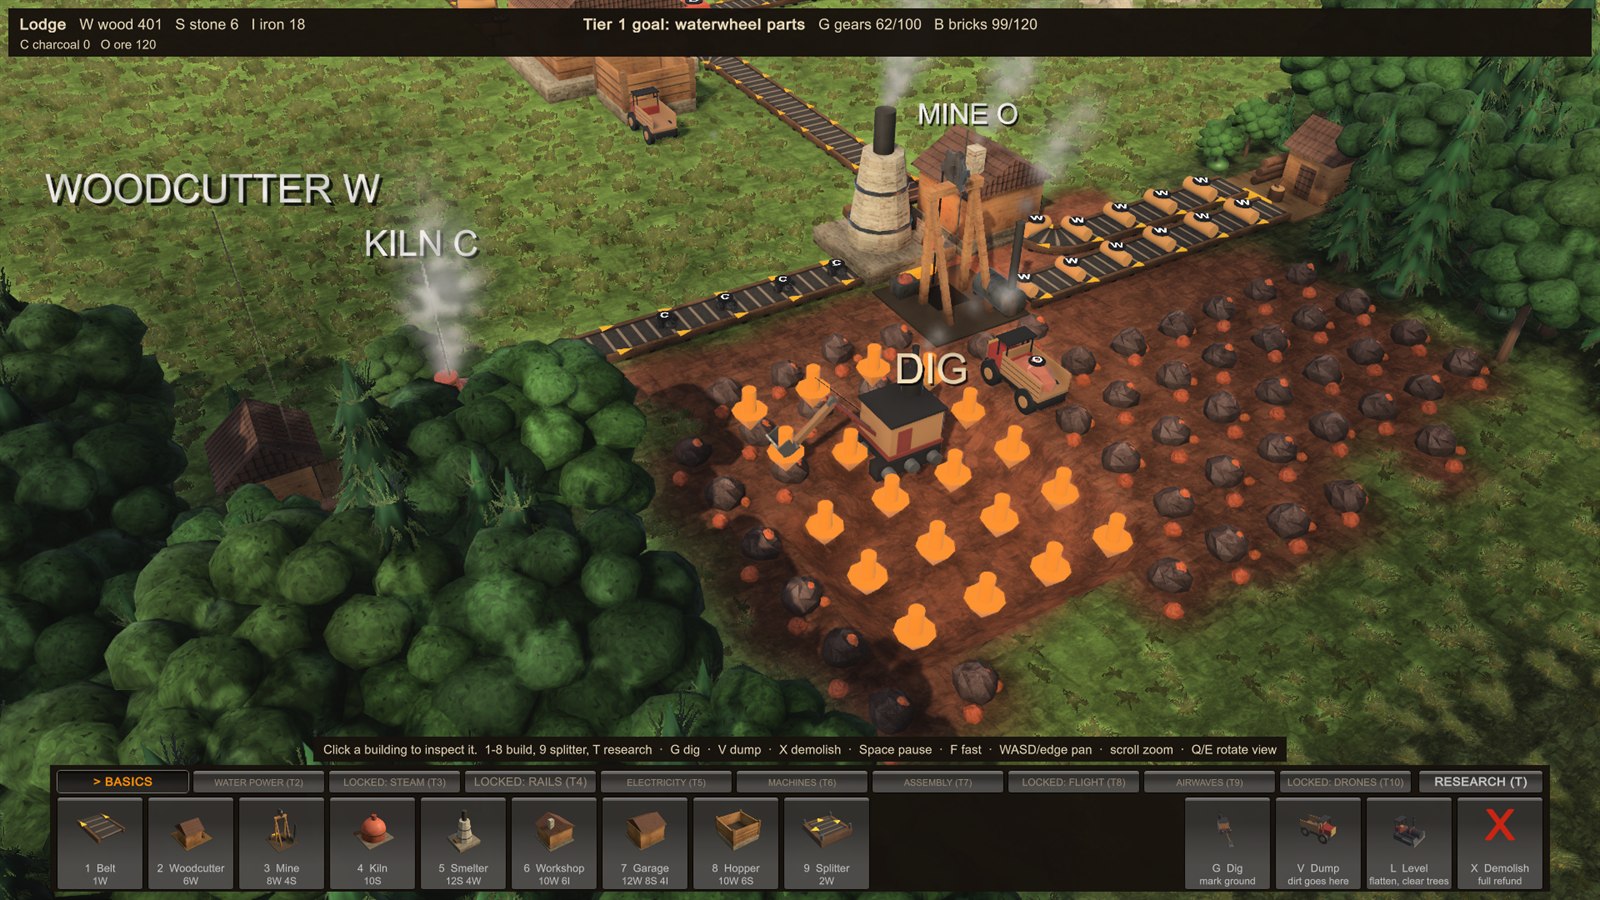 Lodge W wood 401 S stone 6 I iron 18
C charcoal 0 O ore 120
Tier 1 goal: waterwheel parts G gears 62/100 B bricks 99/120
MINE O
WOODCUTTER W
KILN C
W W W W W
W W W W W W
C C C C
DIG
O
Click a building to inspect it. 1-8 build, 9 splitter, T research · G dig · V dump · X demolish · Space pause · F fast · WASD/edge pan · scroll zoom · Q/E rotate view
> BASICS
WATER POWER (T2)
LOCKED: STEAM (T3)
LOCKED: RAILS (T4)
ELECTRICITY (T5)
MACHINES (T6)
ASSEMBLY (T7)
LOCKED: FLIGHT (T8)
AIRWAVES (T9)
LOCKED: DRONES (T10)
RESEARCH (T)
1 Belt
1W
2 Woodcutter
6W
3 Mine
8W 4S
4 Kiln
10S
5 Smelter
12S 4W
6 Workshop
10W 6I
7 Garage
12W 8S 4I
8 Hopper
10W 6S
9 Splitter
2W
G Dig
mark ground
V Dump
dirt goes here
L Level
flatten, clear trees
X
X Demolish
full refund